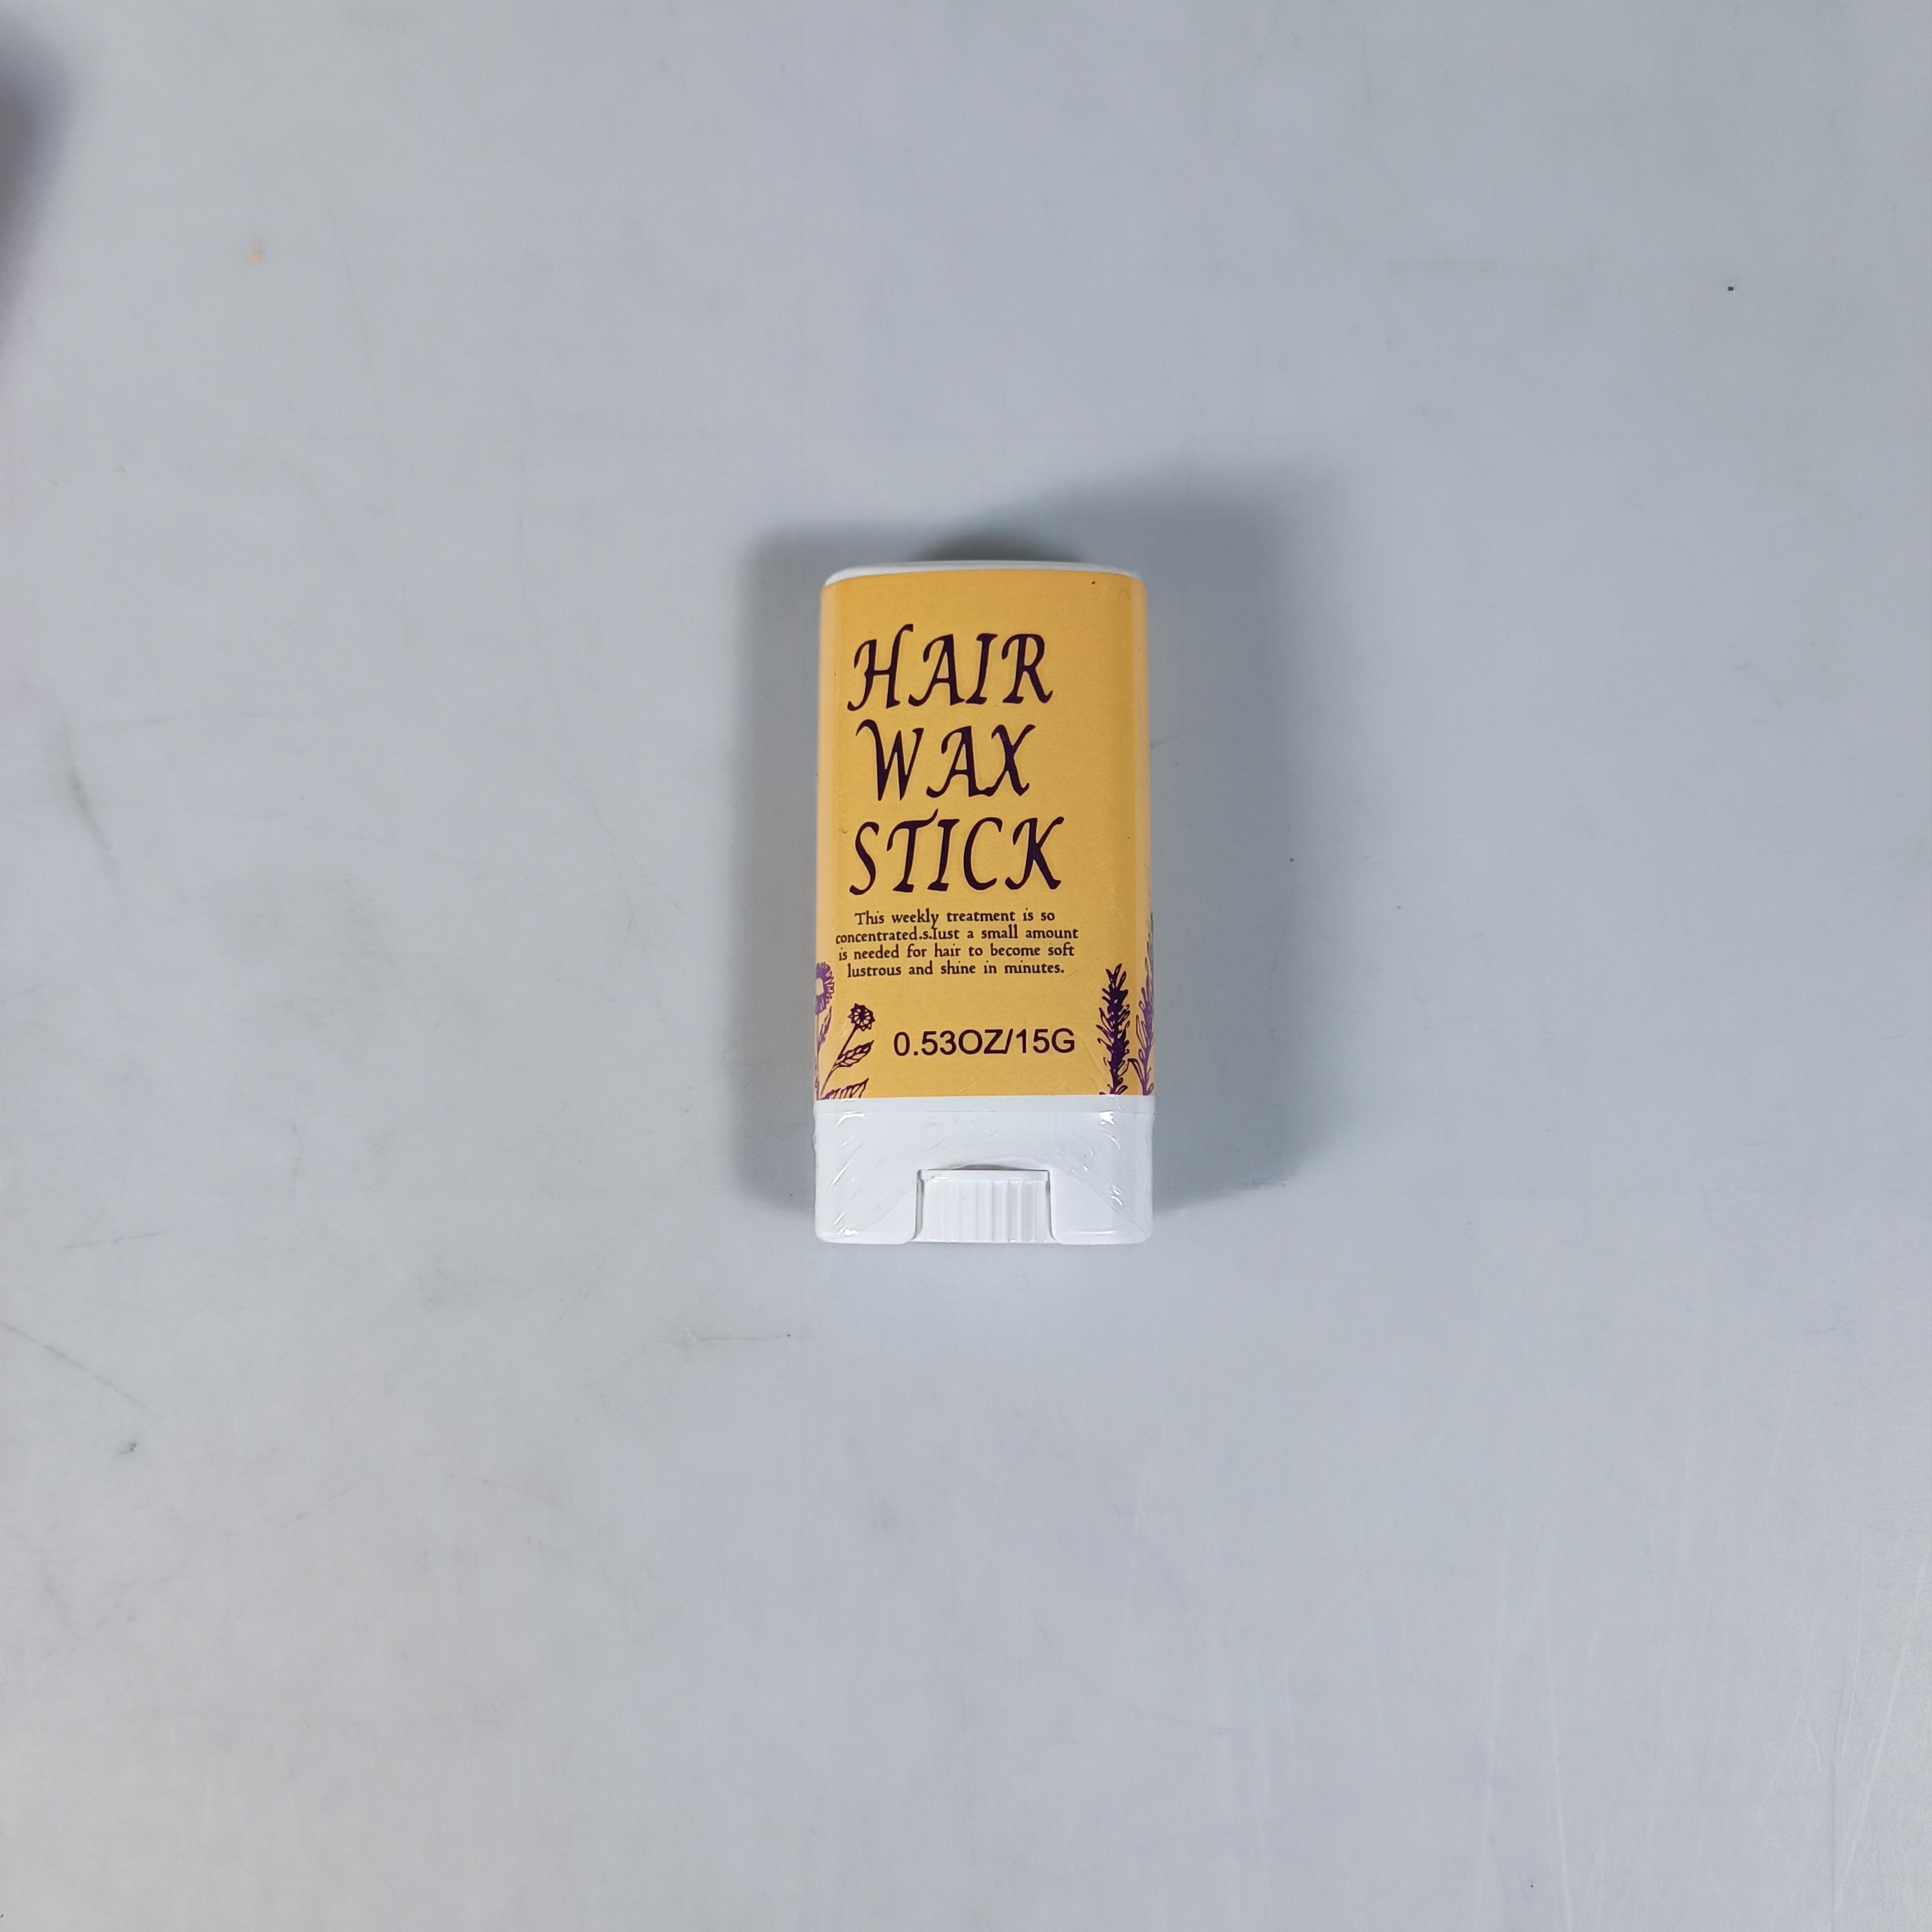 HAIR
WAX
STICK
This weekly treatment is so
concentrated.s.Iust a small amount
is needed for hair to become soft
lustrous and shine in minutes.
0.53OZ/15G